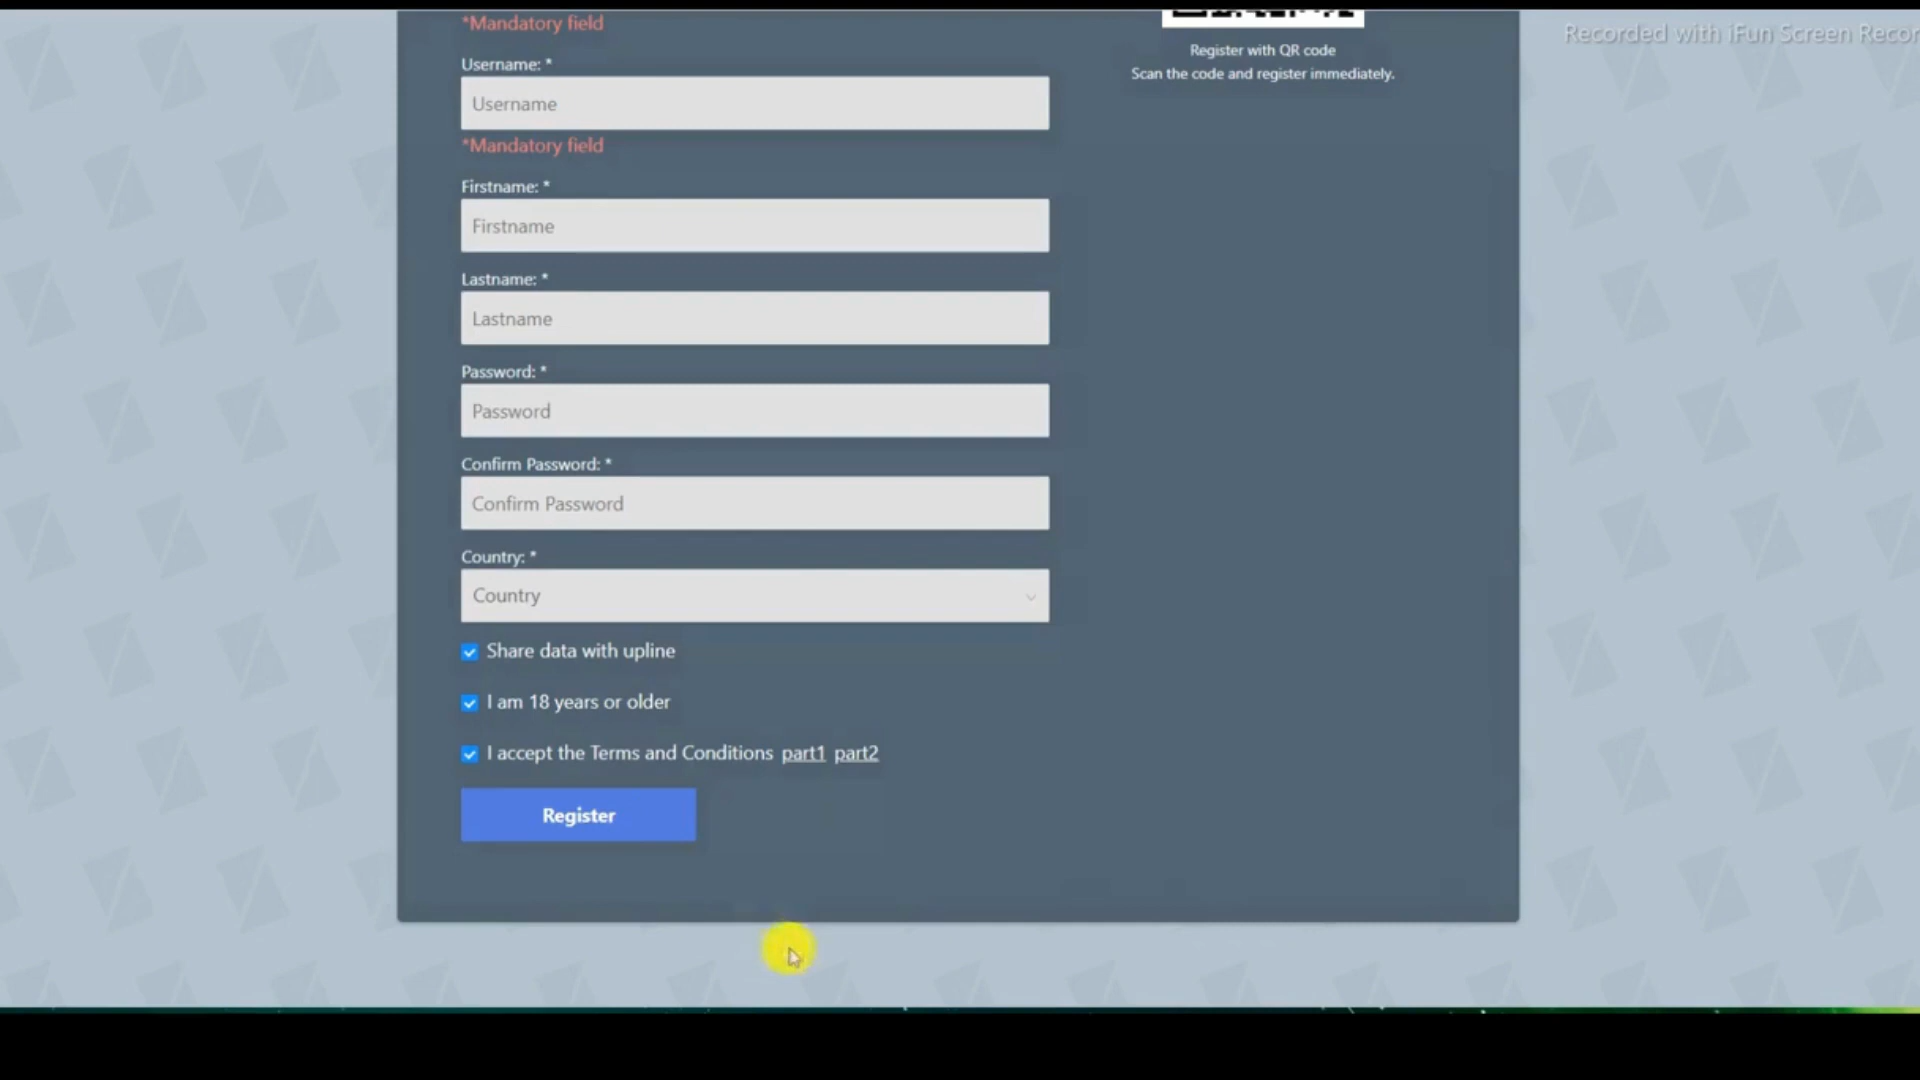 *Mandatory field
Recorded with iFun Screen Recor
Register with QR code
Scan the code and register immediately.
Username: *
Username
*Mandatory field
Firstname: *
Firstname
Lastname: *
Lastname
Password: *
Password
Confirm Password: *
Confirm Password
Country: *
Country
Share data with upline
I am 18 years or older
I accept the Terms and Conditions part1 part2
Register